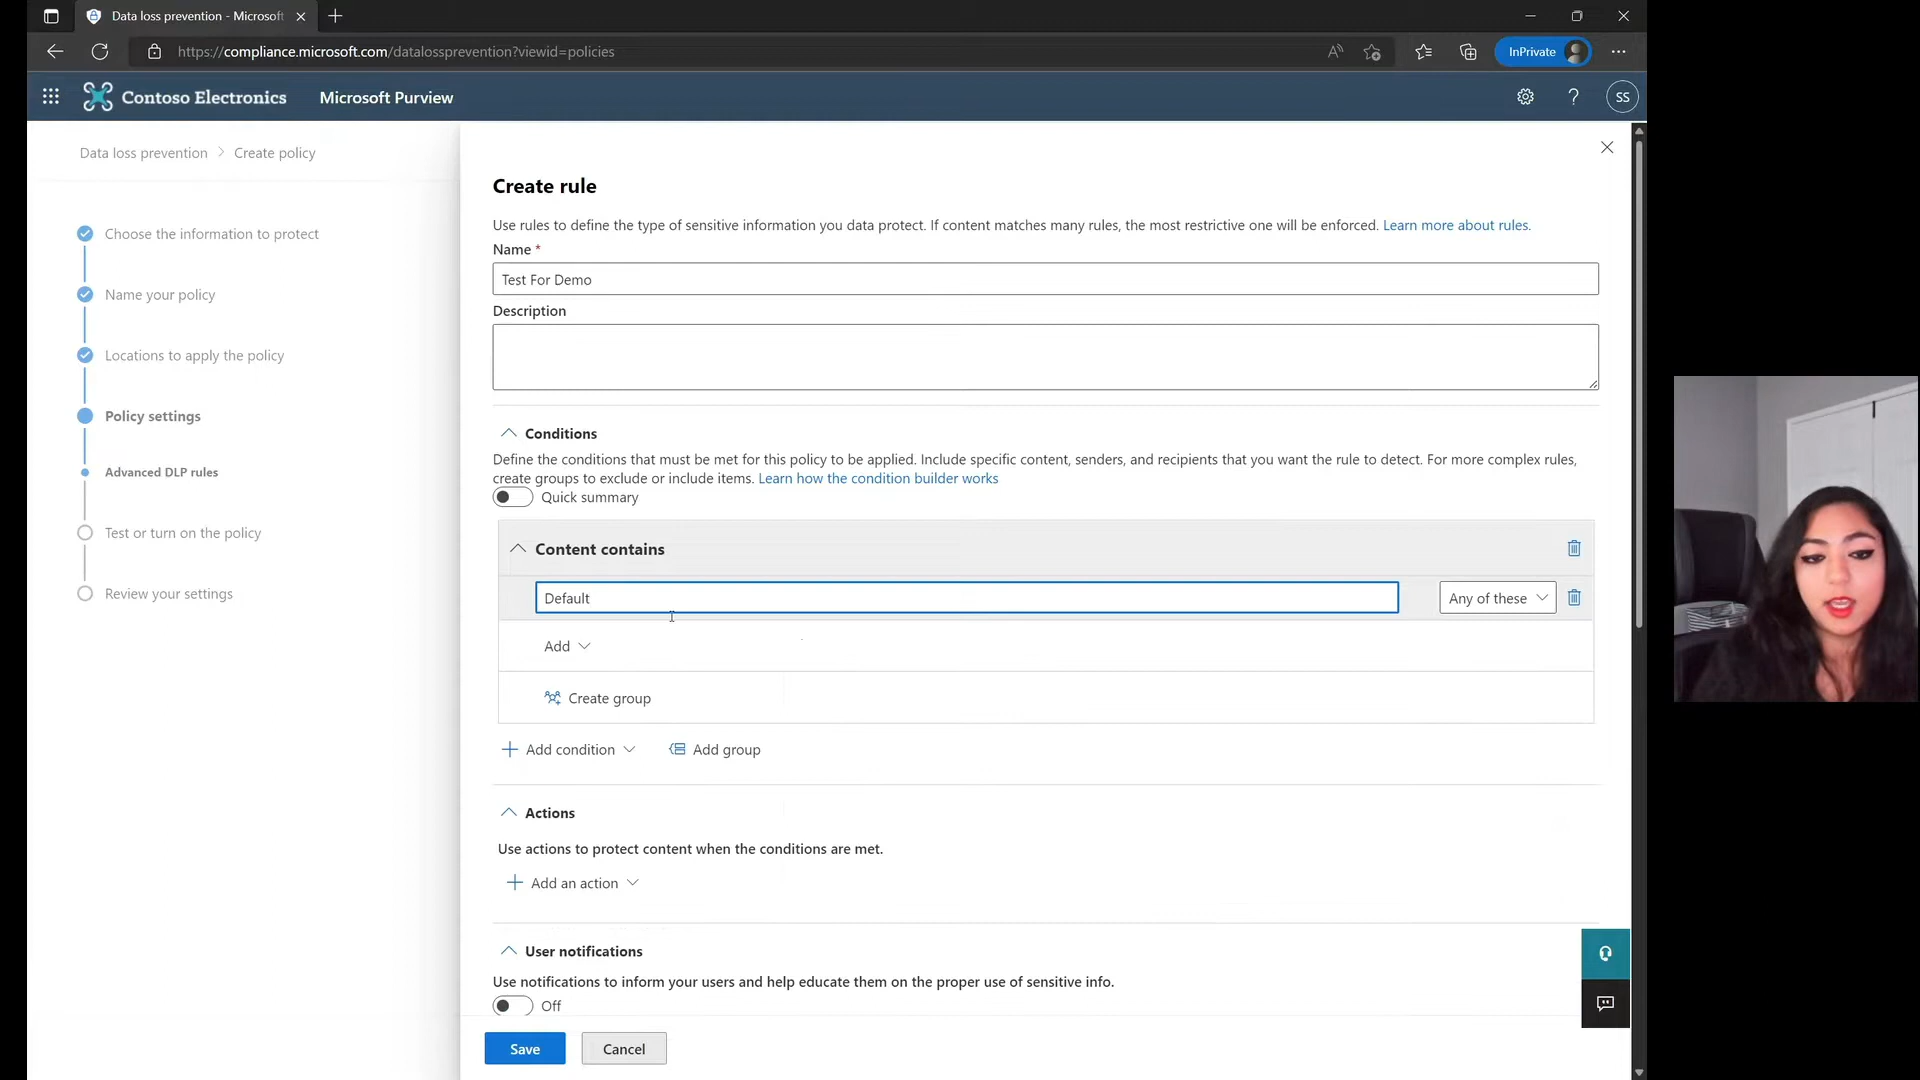 Data loss prevention - Microsoft
https://compliance.microsoft.com/datalossprevention?viewid=policies
InPrivate
Contoso Electronics
Microsoft Purview
SS
Data loss prevention > Create policy
Choose the information to protect
Name your policy
Locations to apply the policy
Policy settings
Advanced DLP rules
Test or turn on the policy
Review your settings
Create rule
Use rules to define the type of sensitive information you data protect. If content matches many rules, the most restrictive one will be enforced. Learn more about rules.
Name *
Test For Demo
Description
Conditions
Define the conditions that must be met for this policy to be applied. Include specific content, senders, and recipients that you want the rule to detect. For more complex rules,
create groups to exclude or include items. Learn how the condition builder works
Quick summary
Content contains
Default
Any of these
Add
Create group
Add condition
Add group
Actions
Use actions to protect content when the conditions are met.
Add an action
User notifications
Use notifications to inform your users and help educate them on the proper use of sensitive info.
Off
Save
Cancel